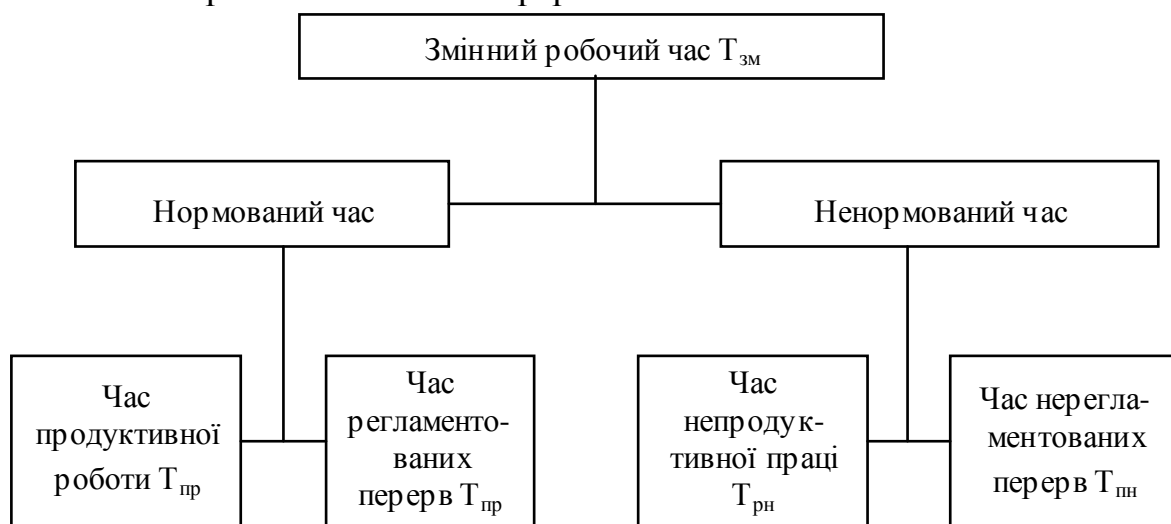 Змінний робочий час Тзм
Нормований час
Ненормований час
Час
продуктивної
роботи Тпр
Час
регламенто-
ваних
перерв Тпр
Час
непродук-
тивної праці
Трн
Час нерегла-
ментованих
перерв Тпн